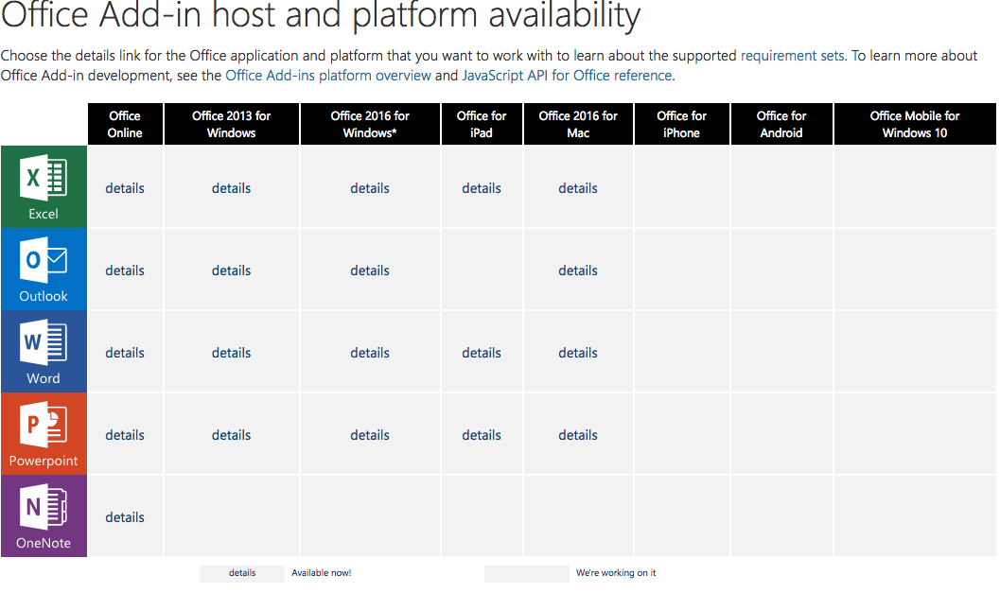 Office Add-in host and platform availability
Choose the details link for the Office application and platform that you want to work with to learn about the supported requirement sets. To learn more about
Office Add-in development, see the Office Add-ins platform overview and JavaScript API for Office reference.
Office Online
Office 2013 for Windows
Office 2016 for Windows*
Office for iPad
Office 2016 for Mac
Office for iPhone
Office for Android
Office Mobile for Windows 10
X
Excel
details details details details details
O
Outlook
details details details details
W
Word
details details details details details
P
Powerpoint
details details details details details
N
OneNote
details
details Available now! We're working on it